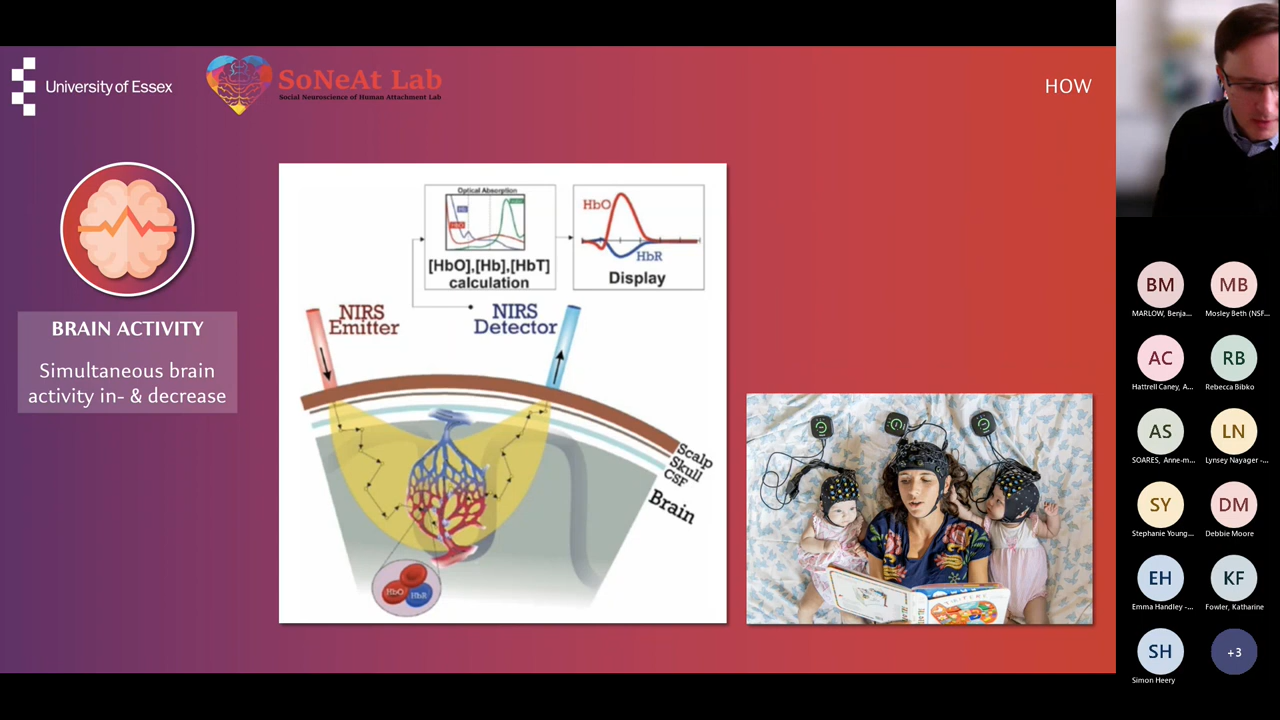 University of Essex
SoNeAt Lab
Social Neuroscience of Human Attachment Lab
HOW
BRAIN ACTIVITY
Simultaneous brain
activity in- & decrease
Optical Absorption
[HbO],[Hb],[HbT]
calculation
HbO
HbR
Display
NIRS
Emitter
NIRS
Detector
Scalp
Skull
CSF
Brain
HbO
HbR
BM
MARLOW, Benja...
MB
Mosley Beth (NSF...
AC
Hattrell Caney, A...
RB
Rebecca Bibko
AS
SOARES, Anne-m...
LN
Lynsey Nayager -...
SY
Stephanie Young...
DM
Debbie Moore
EH
Emma Handley -...
KF
Fowler, Katharine
SH
Simon Heery
+3